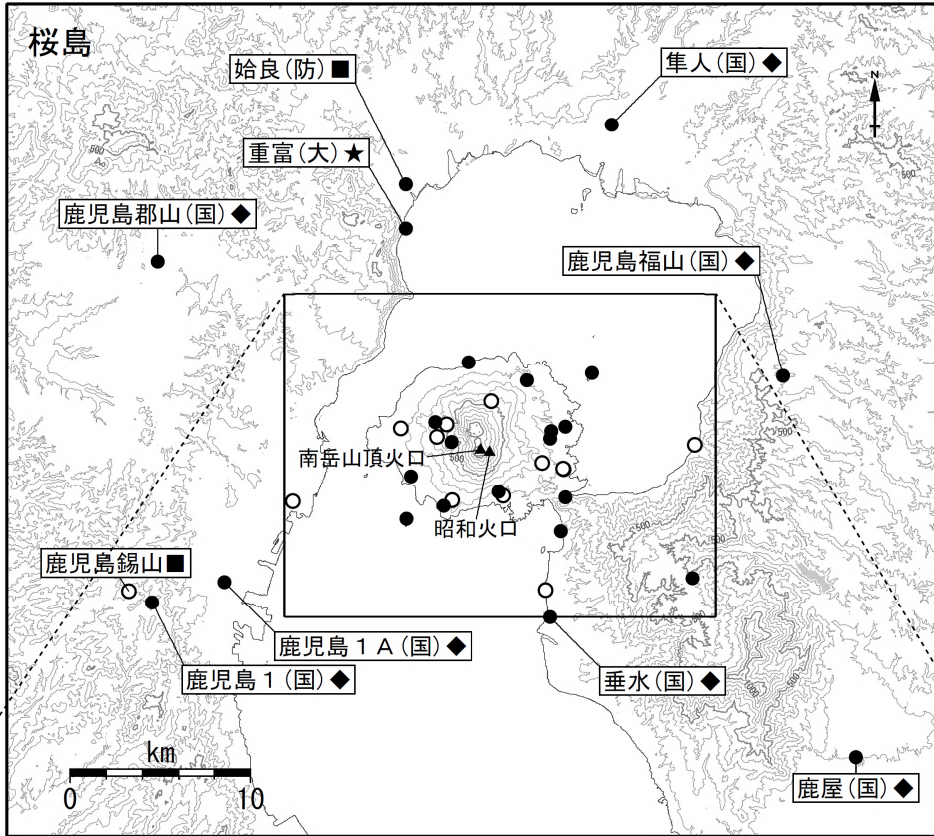 桜島
姶良(防)■
隼人(国)◆
N
重富(大)★
鹿児島郡山(国)◆
鹿児島福山(国)◆
南岳山頂火口
昭和火口
鹿児島錫山■
鹿児島1A(国)◆
鹿児島1(国)◆
垂水(国)◆
鹿屋(国)◆
km
0 10
500
500
500
500
500
500
500